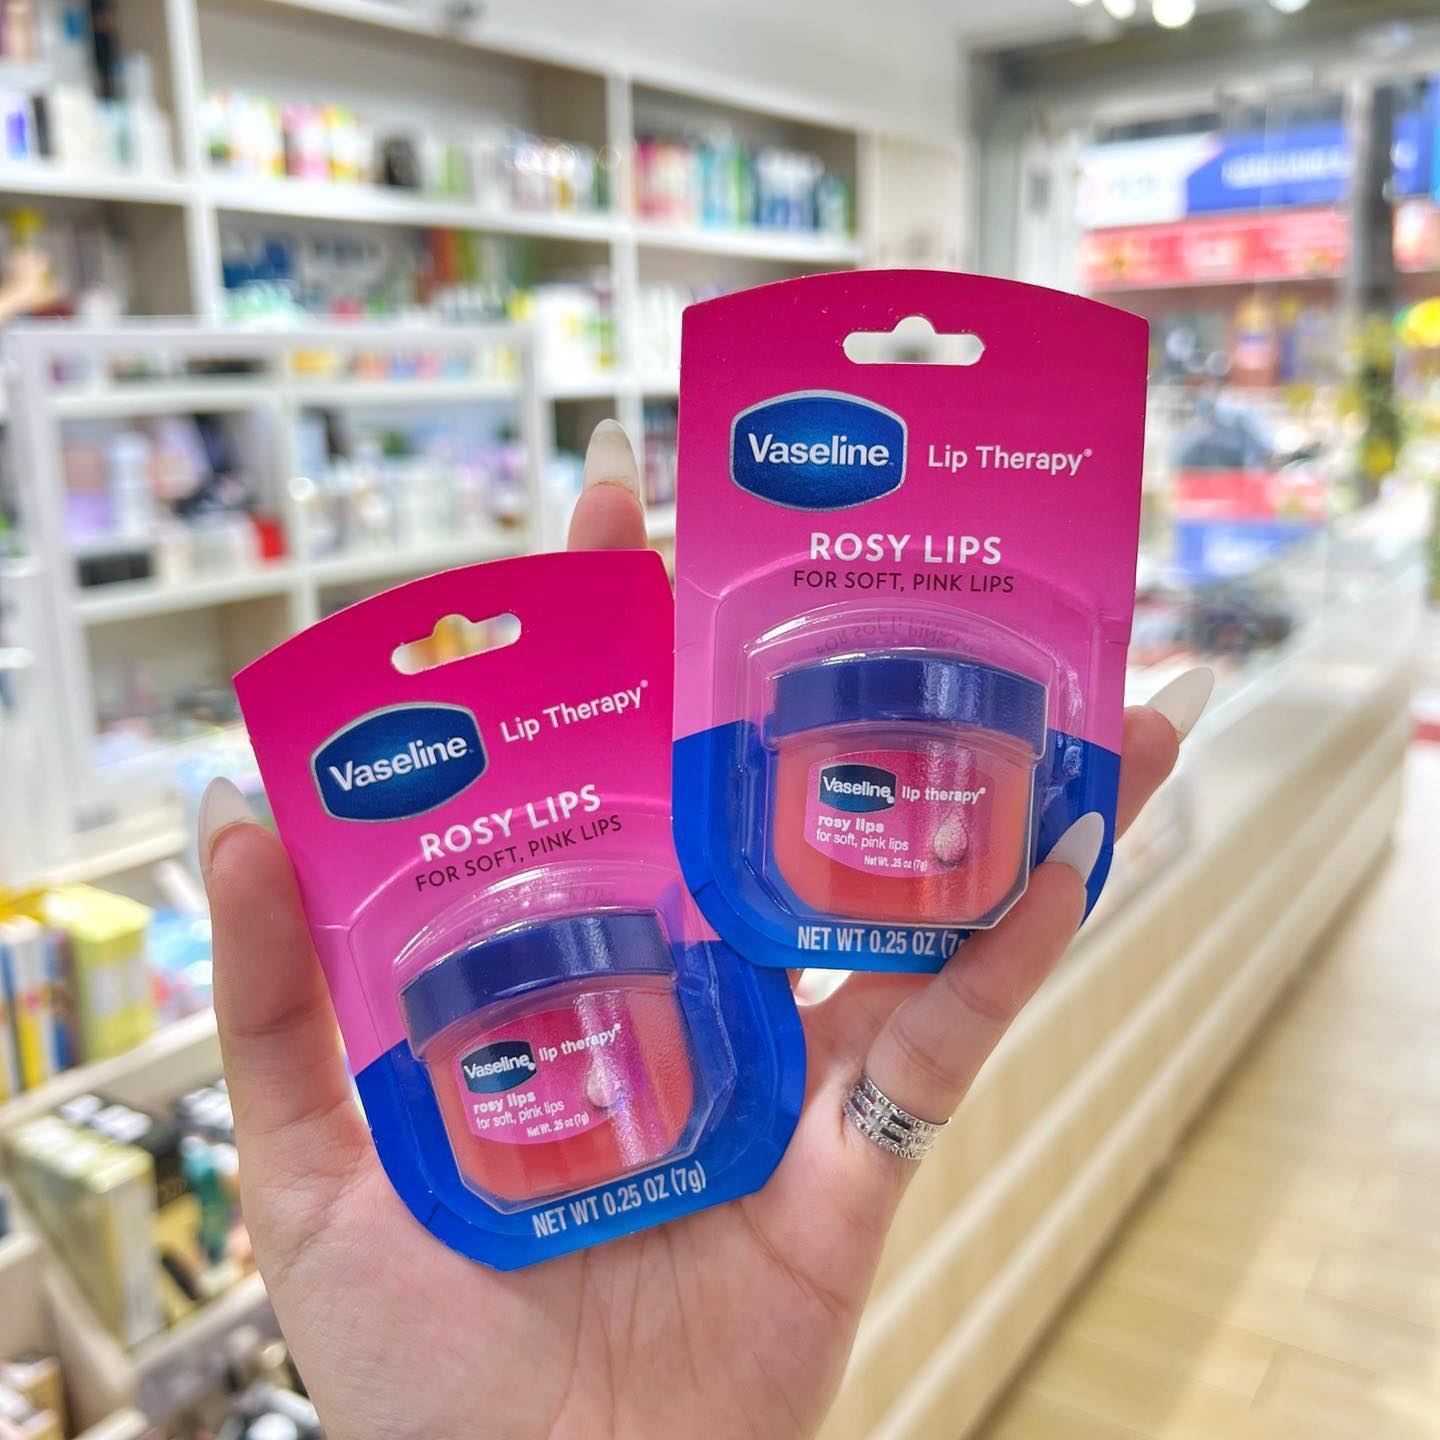 Vaseline Lip Therapy®
ROSY LIPS
FOR SOFT, PINK LIPS
Vaseline lip therapy®
rosy lips
for soft, pink lips
Net Wt. .25 oz (7g)
NET WT 0.25 OZ (7
Vaseline Lip Therapy®
ROSY LIPS
FOR SOFT, PINK LIPS
Vaseline lip therapy®
rosy lips
for soft, pink lips
Net Wt. .25 oz (7g)
NET WT 0.25 OZ (7g)